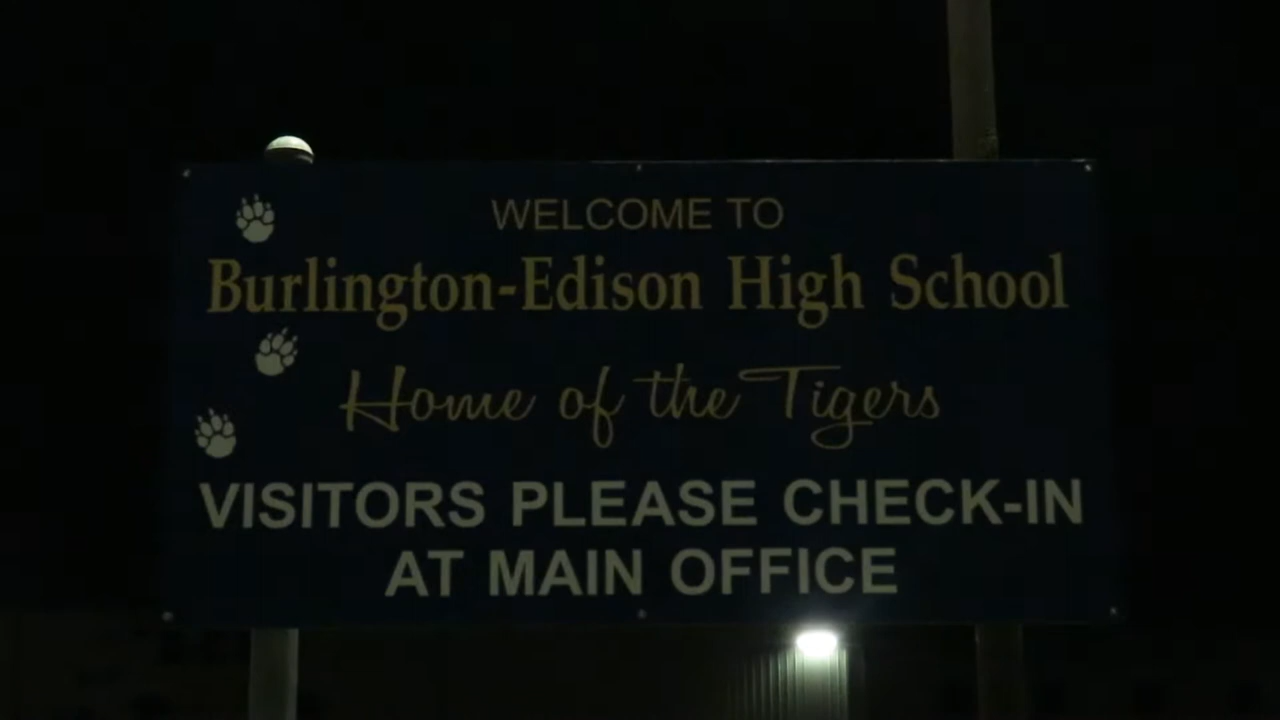 WELCOME TO
Burlington-Edison High School
Home of the Tigers
VISITORS PLEASE CHECK-IN
AT MAIN OFFICE